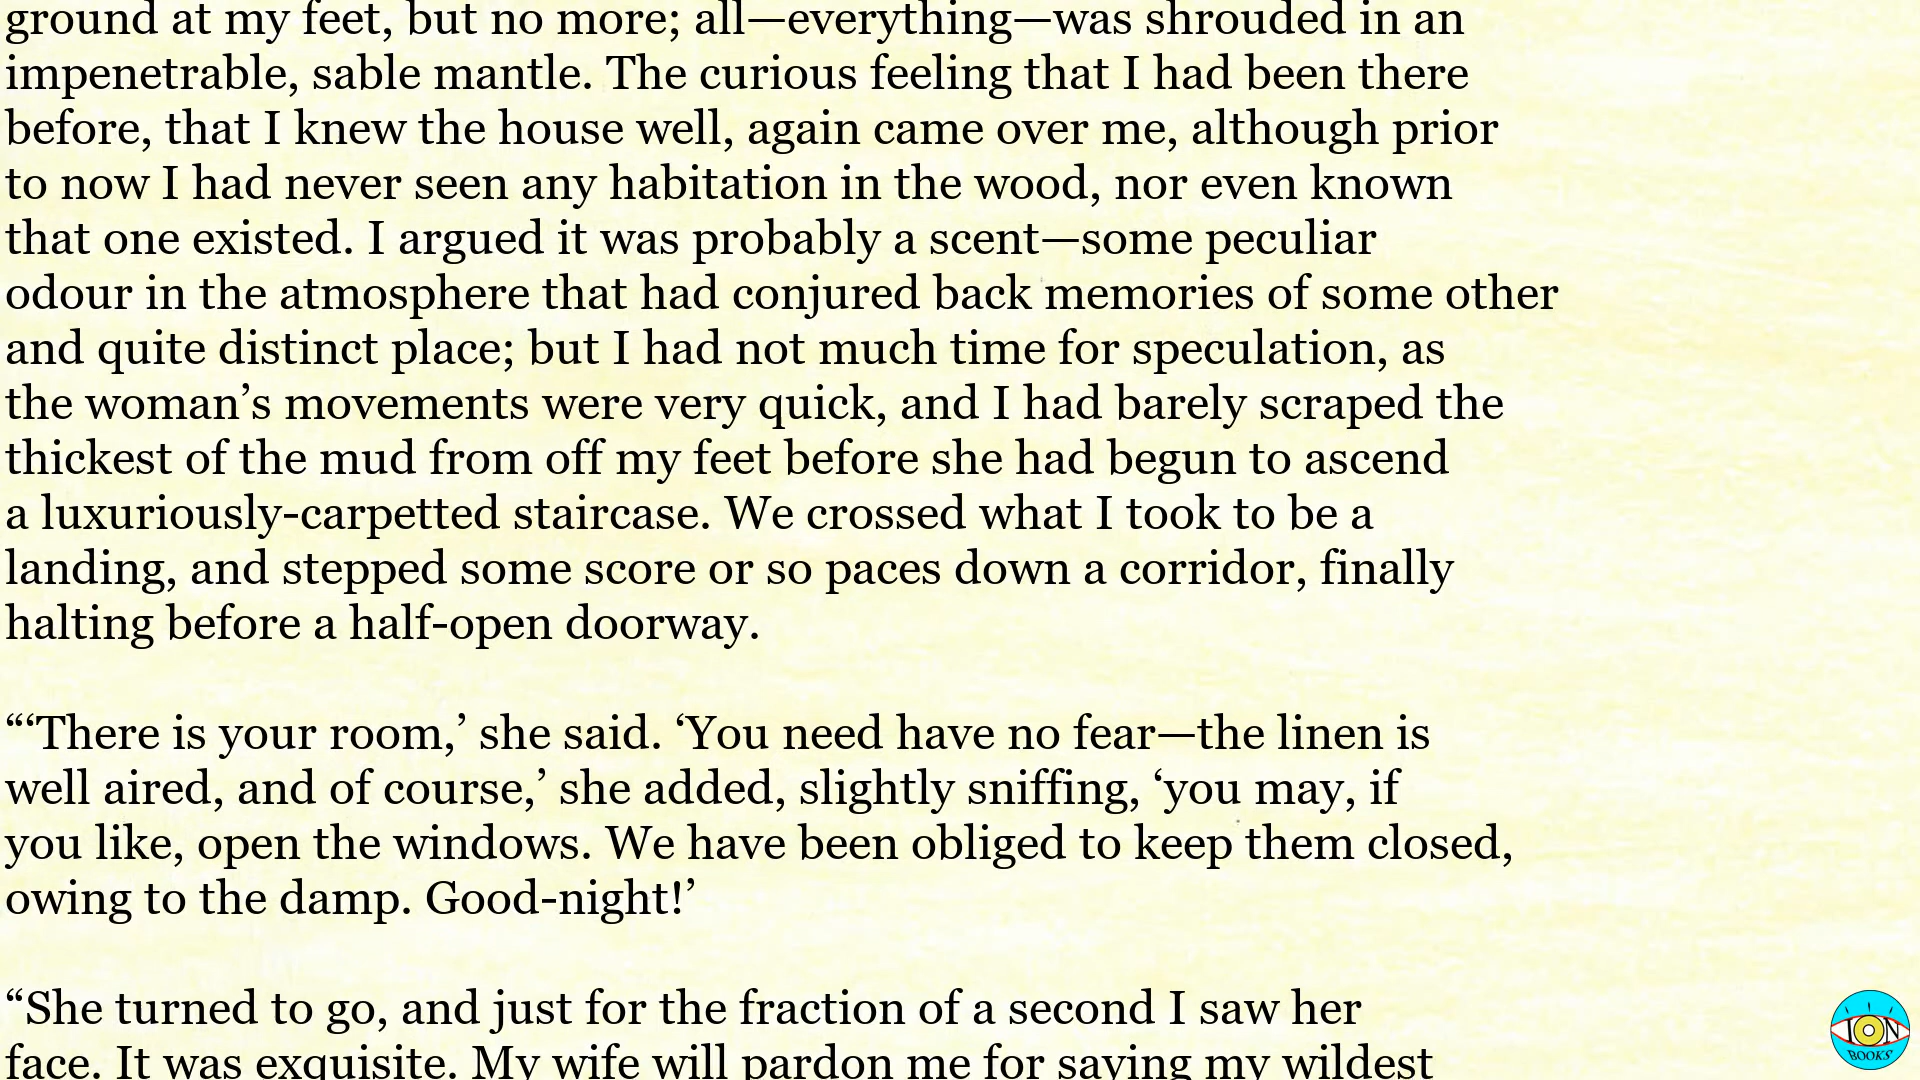 ground at my feet, but no more; all—everything—was shrouded in an
impenetrable, sable mantle. The curious feeling that I had been there
before, that I knew the house well, again came over me, although prior
to now I had never seen any habitation in the wood, nor even known
that one existed. I argued it was probably a scent—some peculiar
odour in the atmosphere that had conjured back memories of some other
and quite distinct place; but I had not much time for speculation, as
the woman’s movements were very quick, and I had barely scraped the
thickest of the mud from off my feet before she had begun to ascend
a luxuriously-carpetted staircase. We crossed what I took to be a
landing, and stepped some score or so paces down a corridor, finally
halting before a half-open doorway.
“‘There is your room,’ she said. ‘You need have no fear—the linen is
well aired, and of course,’ she added, slightly sniffing, ‘you may, if
you like, open the windows. We have been obliged to keep them closed,
owing to the damp. Good-night!’
“She turned to go, and just for the fraction of a second I saw her
face. It was exquisite. My wife will pardon me for saying my wildest
ION
BOOKS